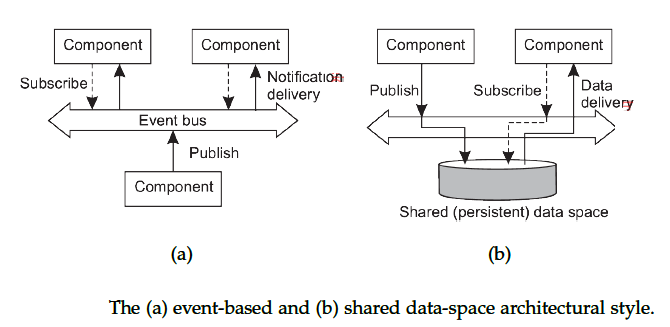 Component
Component
Subscribe
Notification
delivery
Event bus
Publish
Component
(a)
Component
Component
Publish
Subscribe
Data
delivery
Shared (persistent) data space
(b)
The (a) event-based and (b) shared data-space architectural style.